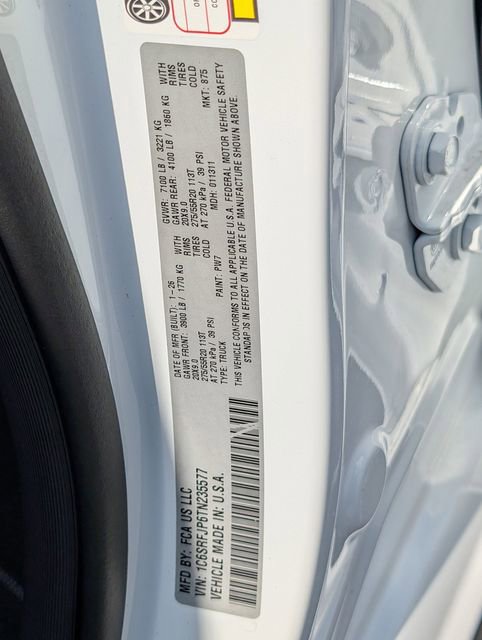 MFD BY: FCA US LLC
VIN: 1C6SRFJP6TN235577
VEHICLE MADE IN: U.S.A.
DATE OF MFR (BUILT): 1-26 GVWR: 7100 LB / 3221 KG
GAWR FRONT: 3900 LB / 1770 KG WITH GAWR REAR: 4100 LB / 1860 KG WITH
20X9.0 RIMS 20X9.0 RIMS
275/55R20 113T TIRES 275/55R20 113T TIRES
AT 270 kPa / 39 PSI COLD AT 270 kPa / 39 PSI COLD
TYPE: TRUCK PAINT: PW7 MDH: 011311 MKT: 875
THIS VEHICLE CONFORMS TO ALL APPLICABLE U.S.A. FEDERAL MOTOR VEHICLE SAFETY
STANDARDS IN EFFECT ON THE DATE OF MANUFACTURE SHOWN ABOVE.